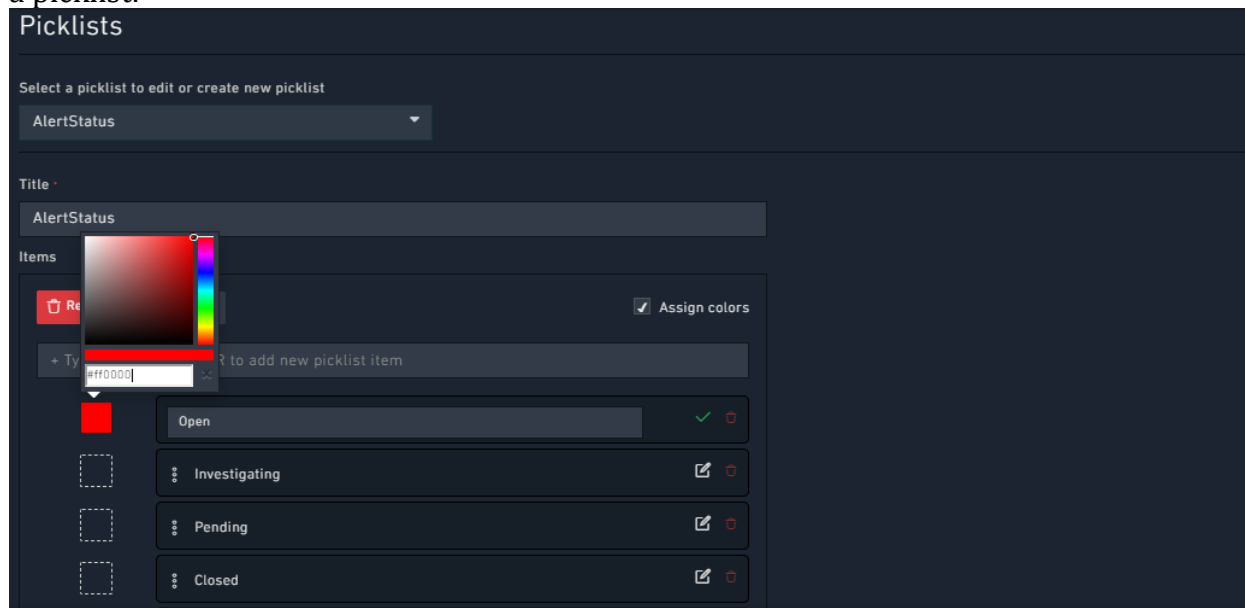 a picklist.
Picklists
Select a picklist to edit or create new picklist
AlertStatus
Title
AlertStatus
Items
Assign colors
to add new picklist item
#ff0000
Open
Investigating
Pending
Closed